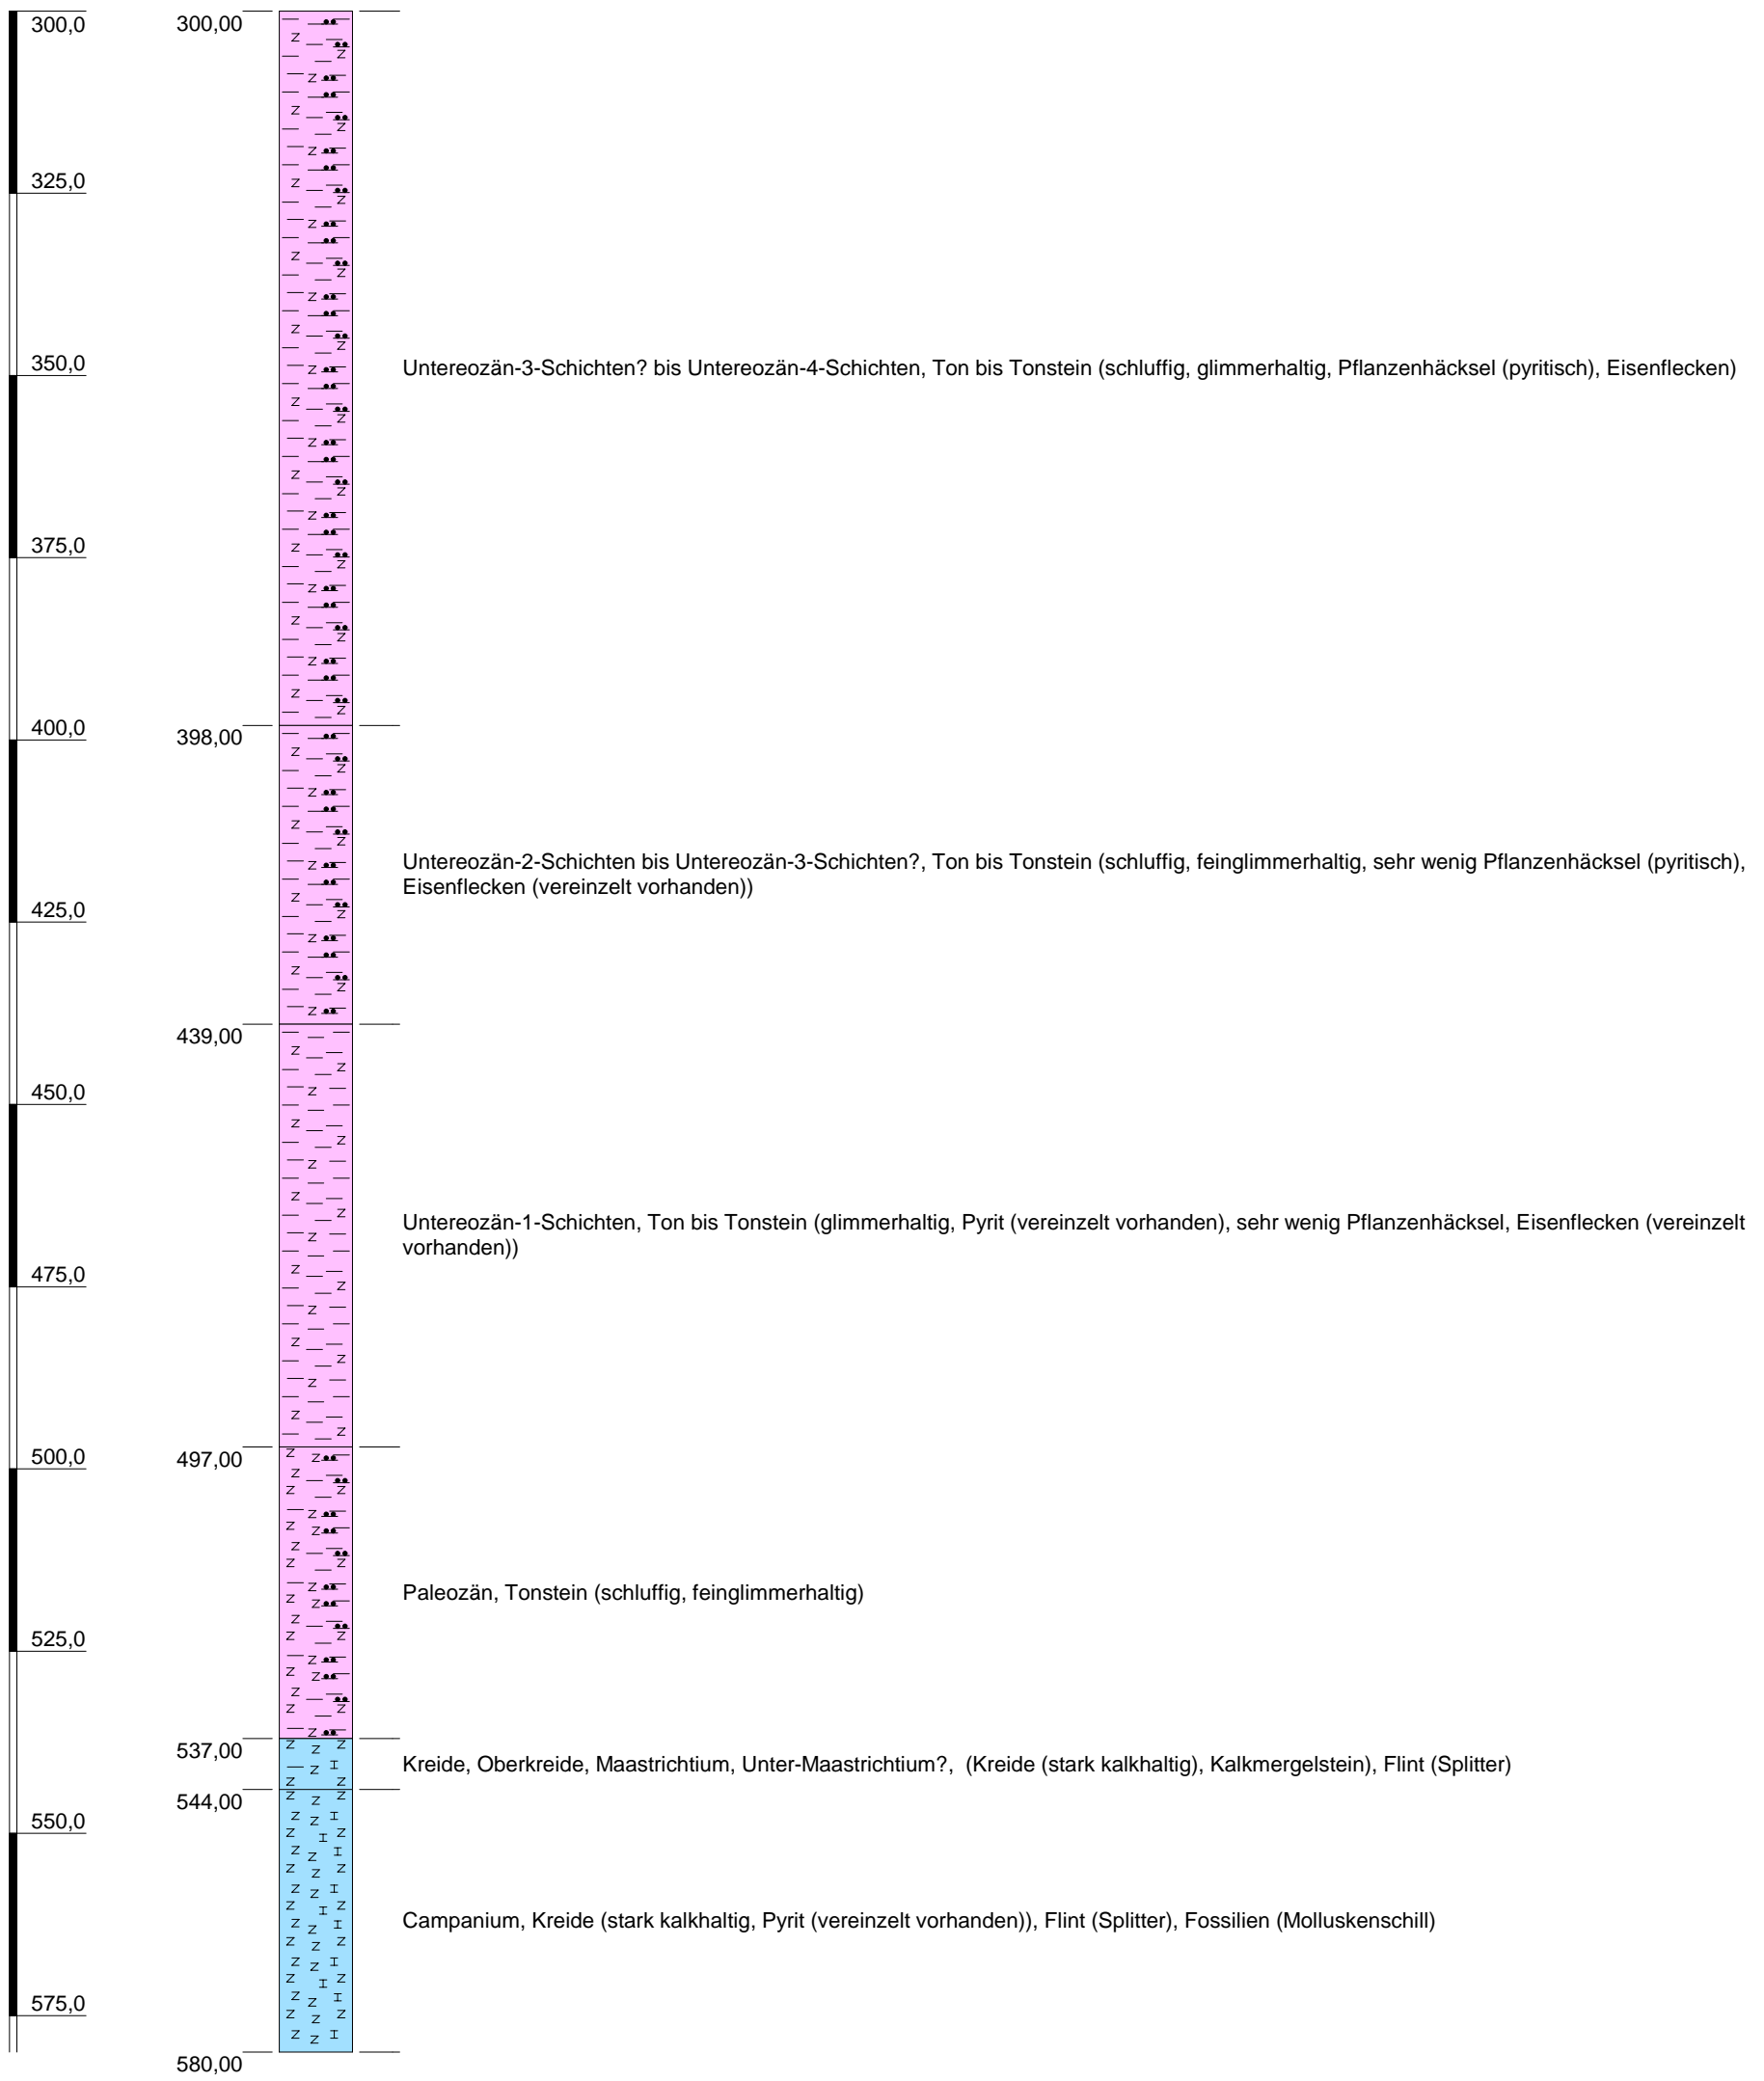 300,0 300,00
325,0
350,0 Untereozän-3-Schichten? bis Untereozän-4-Schichten, Ton bis Tonstein (schluffig, glimmerhaltig, Pflanzenhäcksel (pyritisch), Eisenflecken)
375,0
400,0 398,00
Untereozän-2-Schichten bis Untereozän-3-Schichten?, Ton bis Tonstein (schluffig, feinglimmerhaltig, sehr wenig Pflanzenhäcksel (pyritisch),
Eisenflecken (vereinzelt vorhanden))
425,0
439,00
450,0
Untereozän-1-Schichten, Ton bis Tonstein (glimmerhaltig, Pyrit (vereinzelt vorhanden), sehr wenig Pflanzenhäcksel, Eisenflecken (vereinzelt
vorhanden))
475,0
500,0 497,00
Paleozän, Tonstein (schluffig, feinglimmerhaltig)
525,0
537,00
Kreide, Oberkreide, Maastrichtium, Unter-Maastrichtium?, (Kreide (stark kalkhaltig), Kalkmergelstein), Flint (Splitter)
544,00
550,0
Campanium, Kreide (stark kalkhaltig, Pyrit (vereinzelt vorhanden)), Flint (Splitter), Fossilien (Molluskenschill)
575,0
580,00